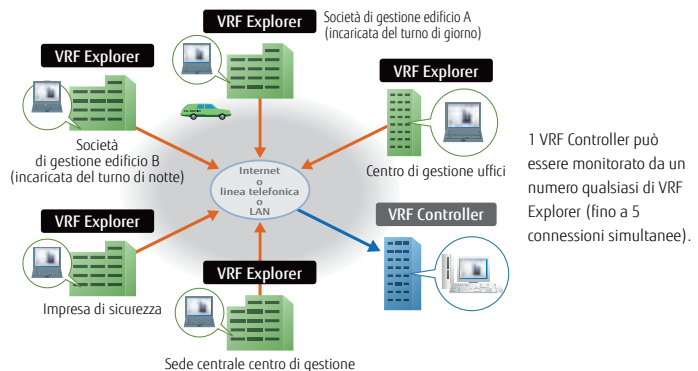 VRF Explorer
Società di gestione edificio A
(incaricata del turno di giorno)
VRF Explorer
Società
di gestione edificio B
(incaricata del turno di notte)
VRF Explorer
Centro di gestione uffici
Internet
o
linea telefonica
o
LAN
1 VRF Controller può
essere monitorato da un
numero qualsiasi di VRF
Explorer (fino a 5
connessioni simultanee).
VRF Explorer
Impresa di sicurezza
VRF Controller
VRF Explorer
Sede centrale centro di gestione